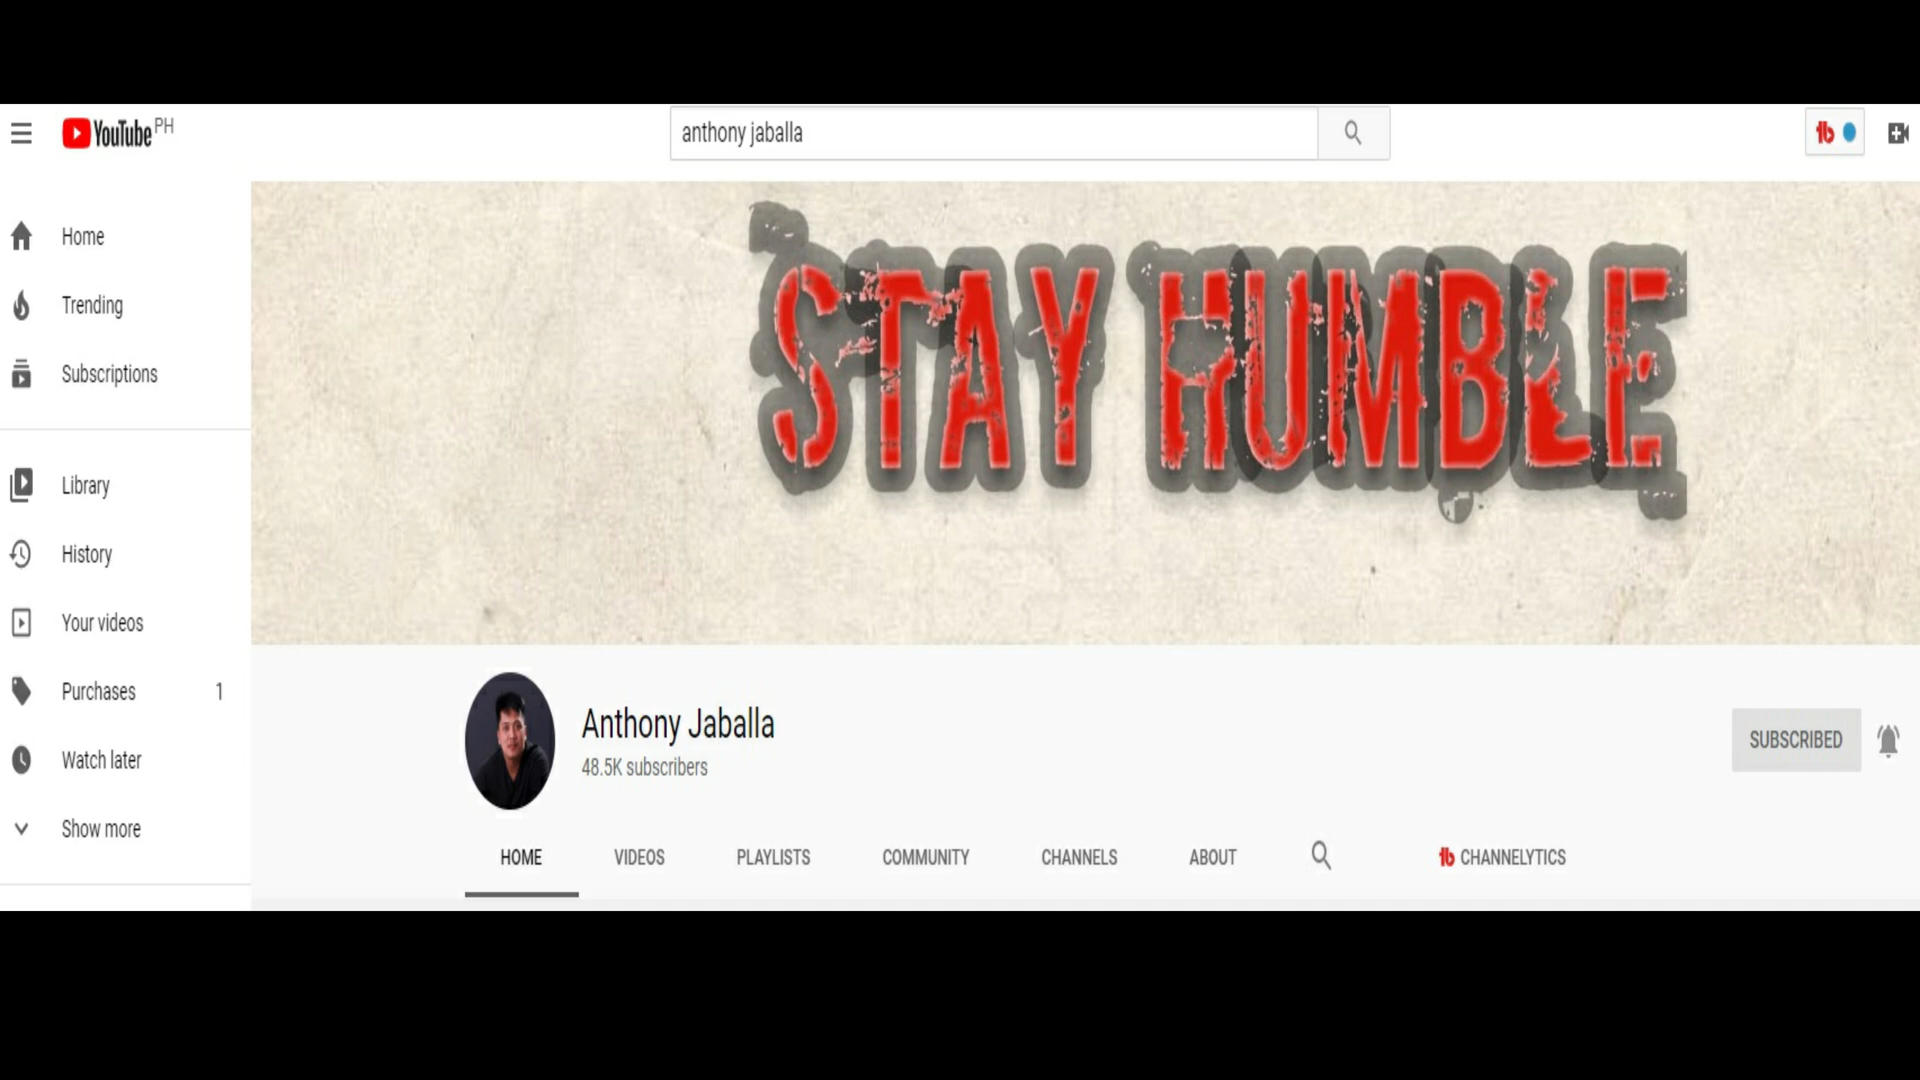 YouTube PH
anthony jaballa
Home
Trending
Subscriptions
Library
History
Your videos
Purchases 1
Watch later
Show more
STAY HUMBLE
Anthony Jaballa
48.5K subscribers
SUBSCRIBED
HOME VIDEOS PLAYLISTS COMMUNITY CHANNELS ABOUT CHANNELYTICS